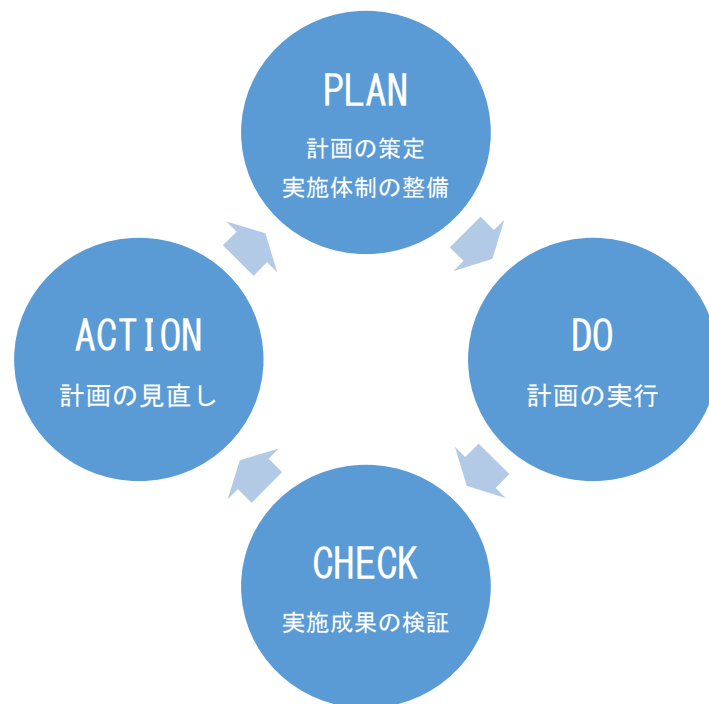 PLAN
計画の策定
実施体制の整備
ACTION
計画の見直し
DO
計画の実行
CHECK
実施成果の検証